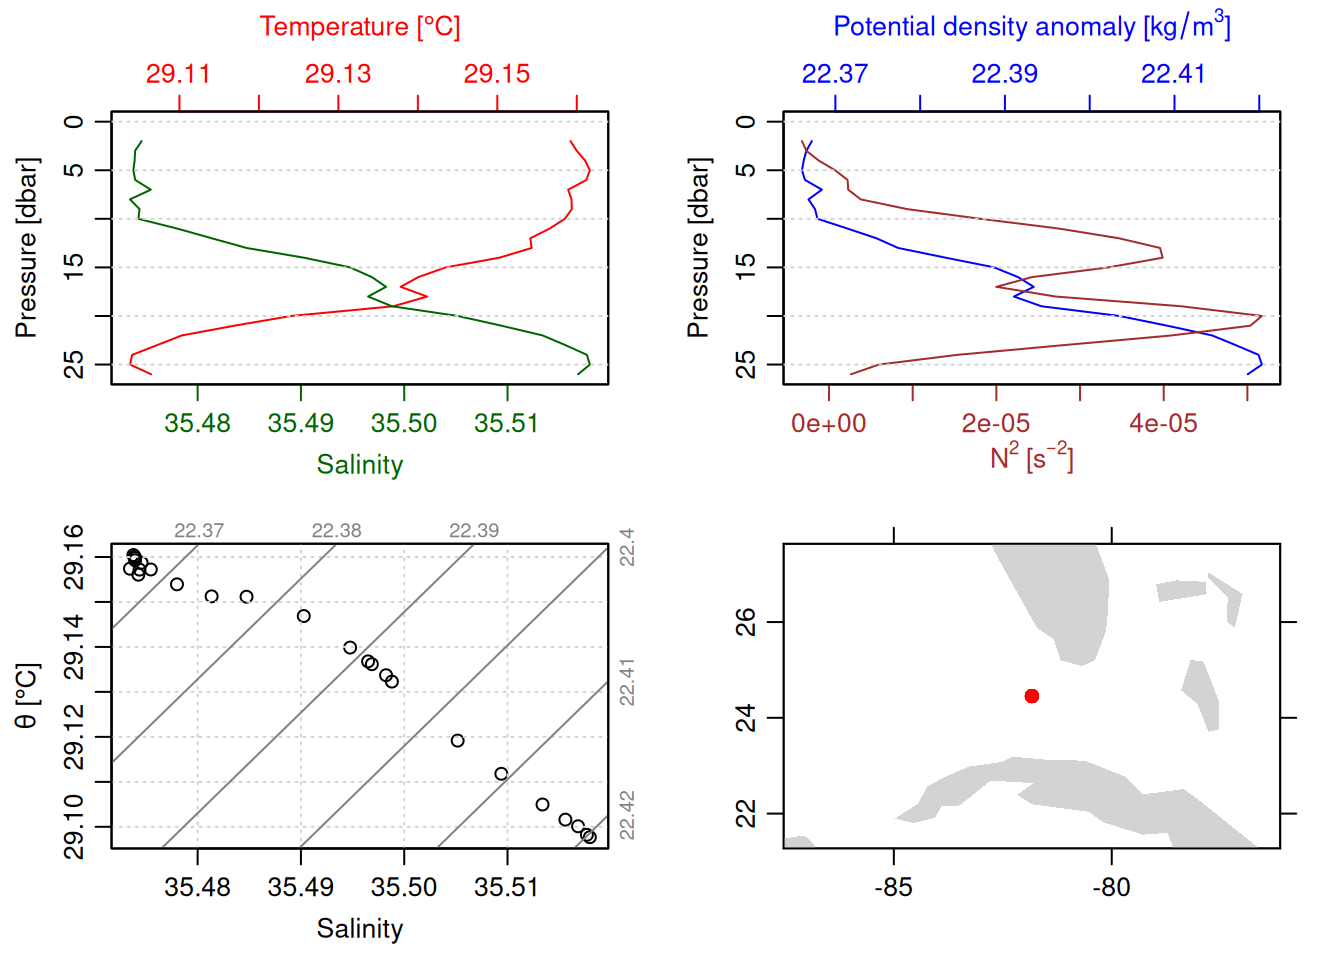 Temperature [°C]
29.11 29.13 29.15
Pressure [dbar]
0
5
15
25
35.48 35.49 35.50 35.51
Salinity
Potential density anomaly [kg/m³]
22.37 22.39 22.41
Pressure [dbar]
0
5
15
25
0e+00 2e-05 4e-05
N² [s⁻²]
22.37 22.38 22.39
22.4
22.41
22.42
θ [°C]
29.16
29.14
29.12
29.10
35.48 35.49 35.50 35.51
Salinity
26
24
22
-85 -80